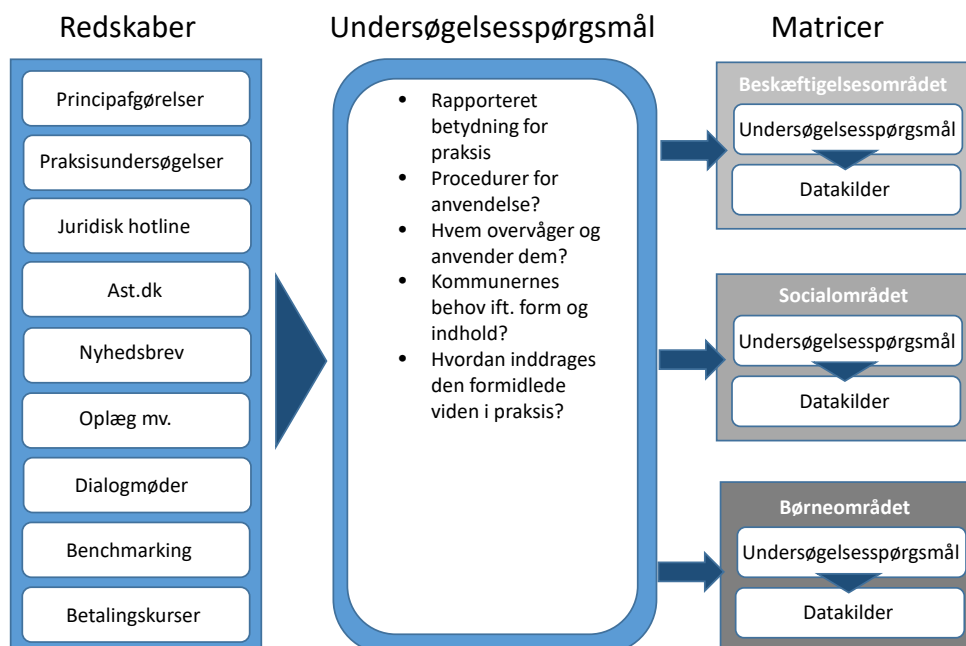 Redskaber
Principafgørelser
Praksisundersøgelser
Juridisk hotline
Ast.dk
Nyhedsbrev
Oplæg mv.
Dialogmøder
Benchmarking
Betalingskurser
Undersøgelsesspørgsmål
• Rapporteret
betydning for
praksis
• Procedurer for
anvendelse?
• Hvem overvåger og
anvender dem?
• Kommunernes
behov ift. form og
indhold?
• Hvordan inddrages
den formidlede
viden i praksis?
Matricer
Beskæftigelsesområdet
Undersøgelsesspørgsmål
Datakilder
Socialområdet
Undersøgelsesspørgsmål
Datakilder
Børneområdet
Undersøgelsesspørgsmål
Datakilder